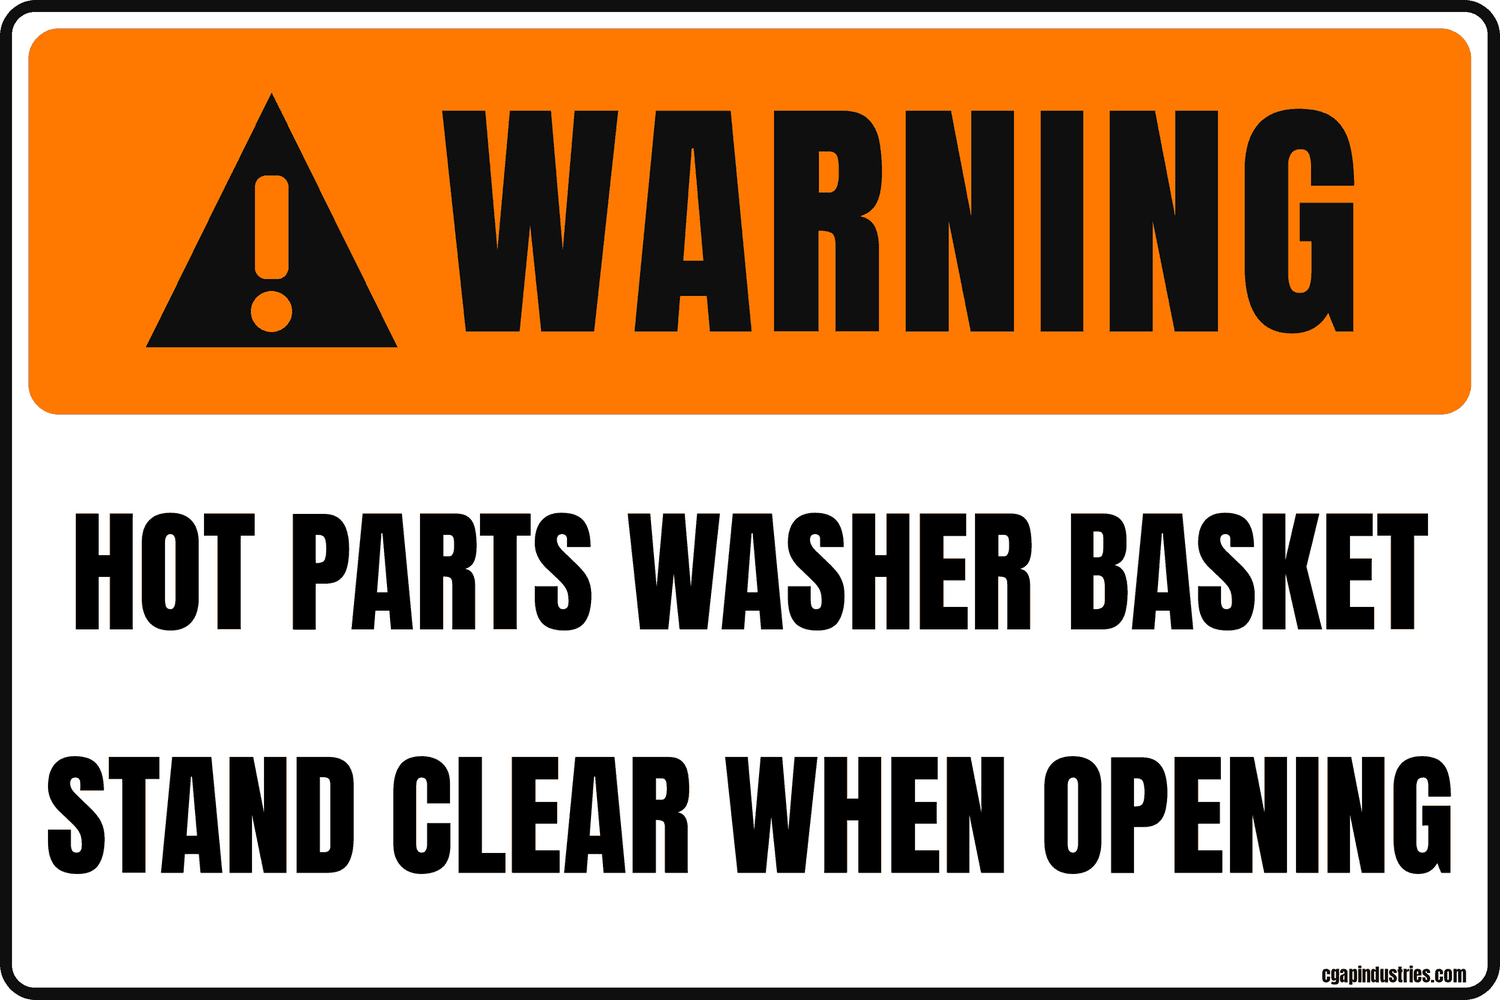 WARNING
HOT PARTS WASHER BASKET
STAND CLEAR WHEN OPENING
cgapindustries.com